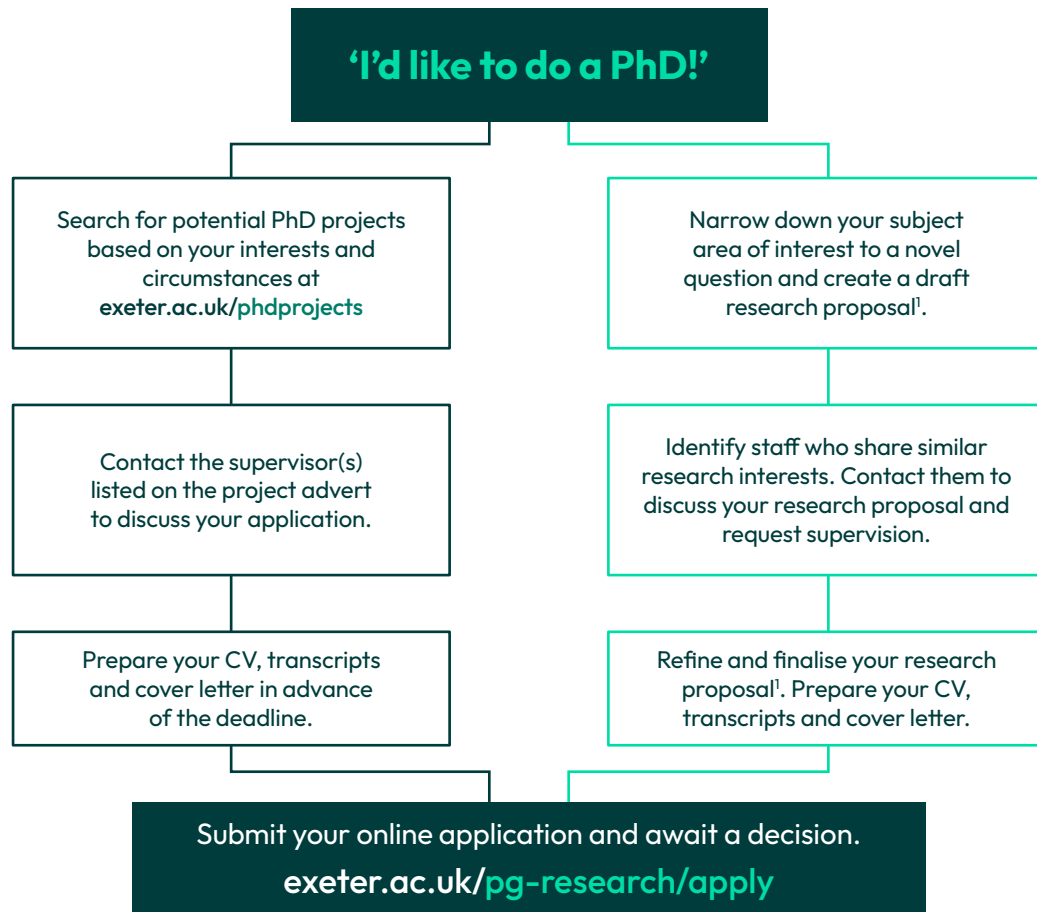 ‘I’d like to do a PhD!’
Search for potential PhD projects
based on your interests and
circumstances at
exeter.ac.uk/phdprojects
Contact the supervisor(s)
listed on the project advert
to discuss your application.
Prepare your CV, transcripts
and cover letter in advance
of the deadline.
Narrow down your subject
area of interest to a novel
question and create a draft
research proposal¹.
Identify staff who share similar
research interests. Contact them to
discuss your research proposal and
request supervision.
Refine and finalise your research
proposal¹. Prepare your CV,
transcripts and cover letter.
Submit your online application and await a decision.
exeter.ac.uk/pg-research/apply